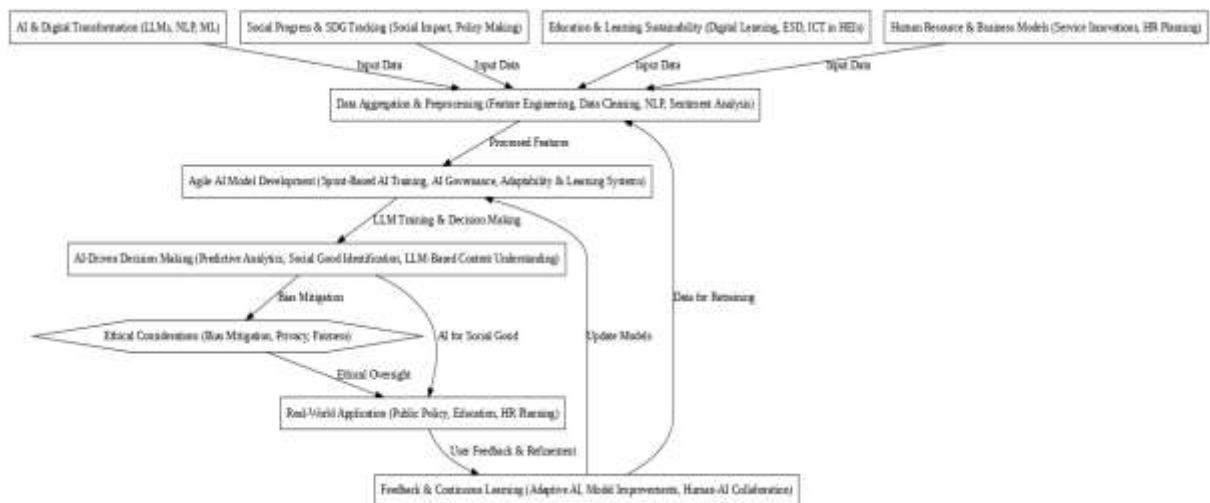 AI & Digital Transformation (LLMs, NLP, ML)
Social Progress & SDG Tracking (Social Impact, Policy Making)
Education & Learning Sustainability (Digital Learning, ESD, ICT in HEIs)
Human Resource & Business Models (Service Innovations, HR Planning)
Input Data
Input Data
Input Data
Input Data
Data Aggregation & Preprocessing (Feature Engineering, Data Cleaning, NLP, Sentiment Analysis)
Processed Features
Agile AI Model Development (Sprint-Based AI Training, AI Governance, Adaptability & Learning Systems)
LLM Training & Decision Making
AI-Driven Decision Making (Predictive Analytics, Social Good Identification, LLM-Based Content Understanding)
Bias Mitigation
Data for Retraining
Ethical Considerations (Bias Mitigation, Privacy, Fairness)
AI for Social Good
Update Models
Ethical Oversight
Real-World Application (Public Policy, Education, HR Planning)
User Feedback & Refinement
Feedback & Continuous Learning (Adaptive AI, Model Improvements, Human-AI Collaboration)